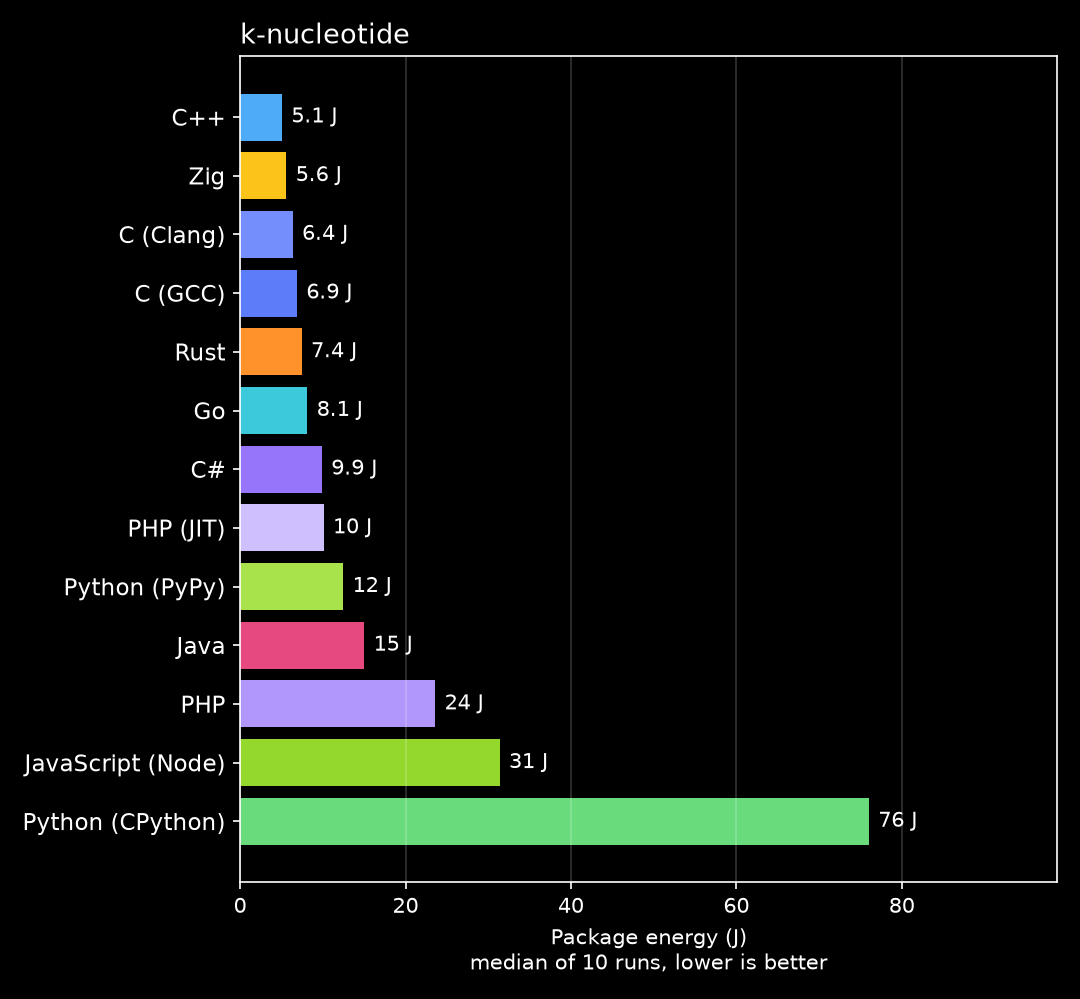 k-nucleotide
C++ 5.1 J
Zig 5.6 J
C (Clang) 6.4 J
C (GCC) 6.9 J
Rust 7.4 J
Go 8.1 J
C# 9.9 J
PHP (JIT) 10 J
Python (PyPy) 12 J
Java 15 J
PHP 24 J
JavaScript (Node) 31 J
Python (CPython) 76 J
0 20 40 60 80
Package energy (J)
median of 10 runs, lower is better